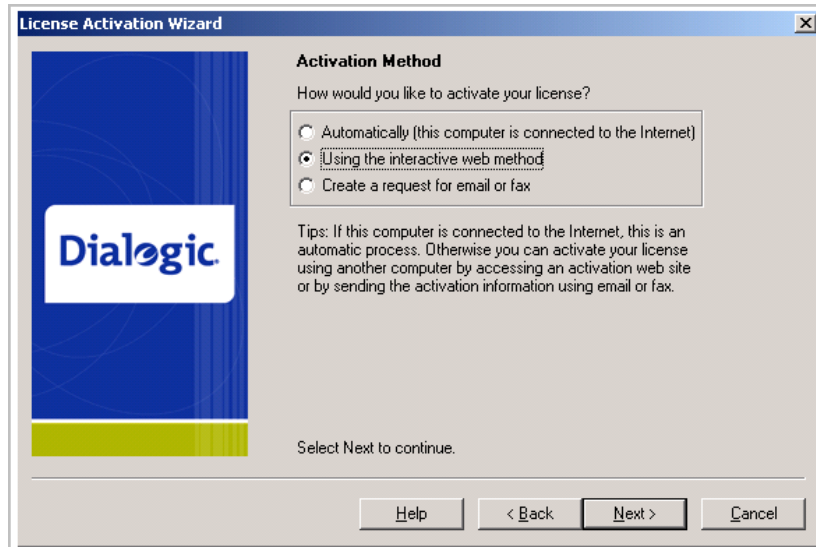 License Activation Wizard
Activation Method
How would you like to activate your license?
Automatically (this computer is connected to the Internet)
Using the interactive web method
Create a request for email or fax
Tips: If this computer is connected to the Internet, this is an
automatic process. Otherwise you can activate your license
using another computer by accessing an activation web site
or by sending the activation information using email or fax.
Dialogic.
Select Next to continue.
Help
< Back
Next >
Cancel